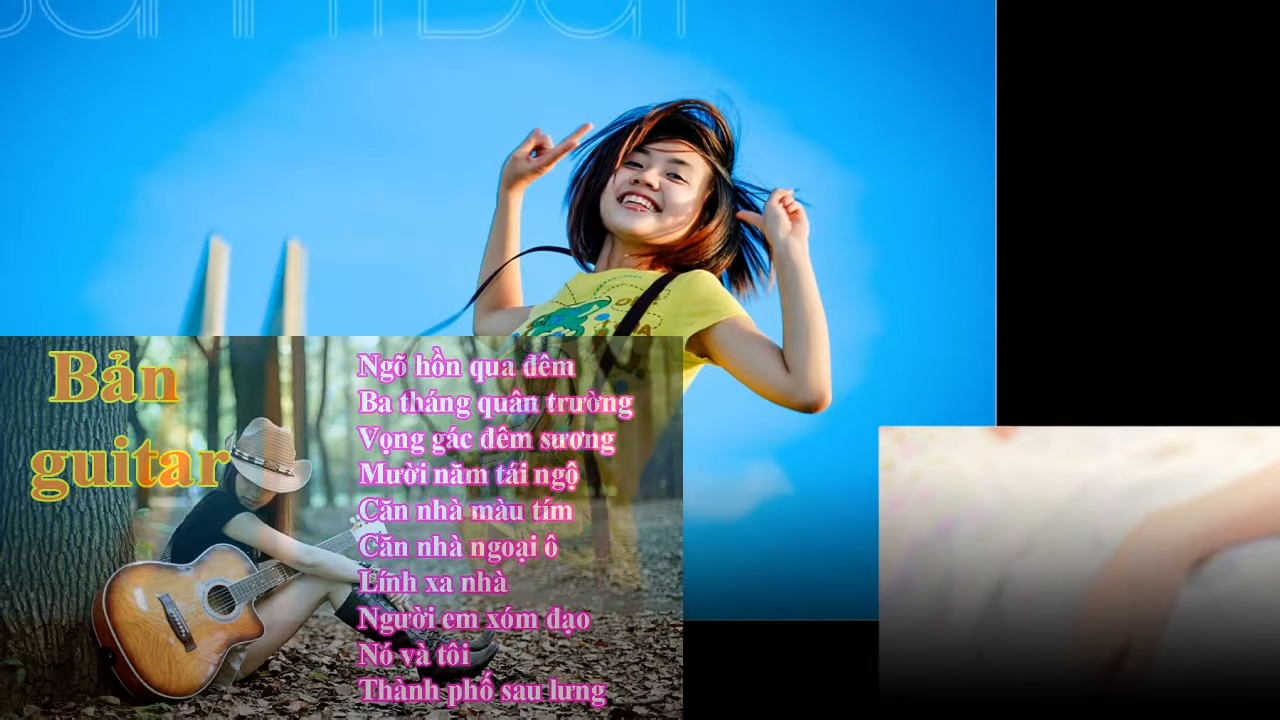 Bản
guitar
Ngõ hồn qua đêm
Ba tháng quân trường
Vọng gác đêm sương
Mười năm tái ngộ
Căn nhà màu tím
Căn nhà ngoại ô
Lính xa nhà
Người em xóm đạo
Nó và tôi
Thành phố sau lưng